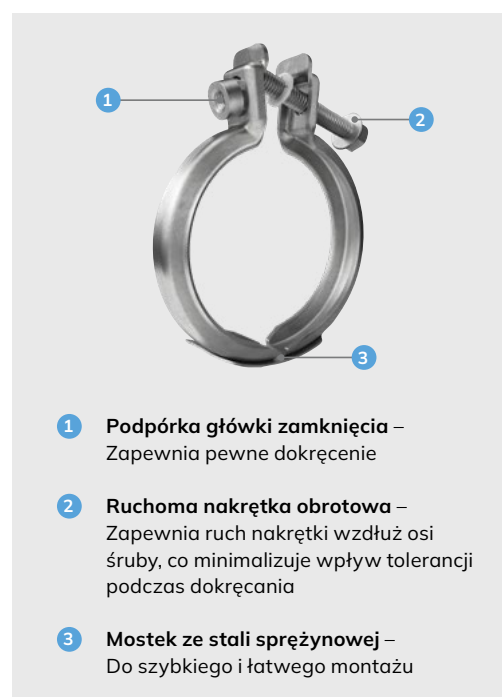 1
2
3
1 Podpórka główki zamknięcia –
Zapewnia pewne dokręcenie
2 Ruchoma nakrętka obrotowa –
Zapewnia ruch nakrętki wzdłuż osi
śruby, co minimalizuje wpływ tolerancji
podczas dokręcania
3 Mostek ze stali sprężynowej –
Do szybkiego i łatwego montażu